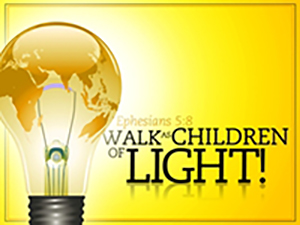 Ephesians 5:8
WALK AS CHILDREN
OF LIGHT!